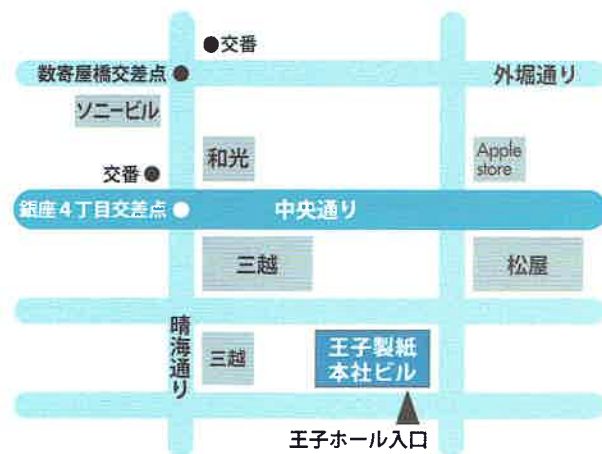 ●交番
数寄屋橋交差点
外堀通り
ソニービル
和光
Apple
store
交番
銀座4丁目交差点
中央通り
三越
松屋
晴海通り
三越
王子製紙
本社ビル
王子ホール入口